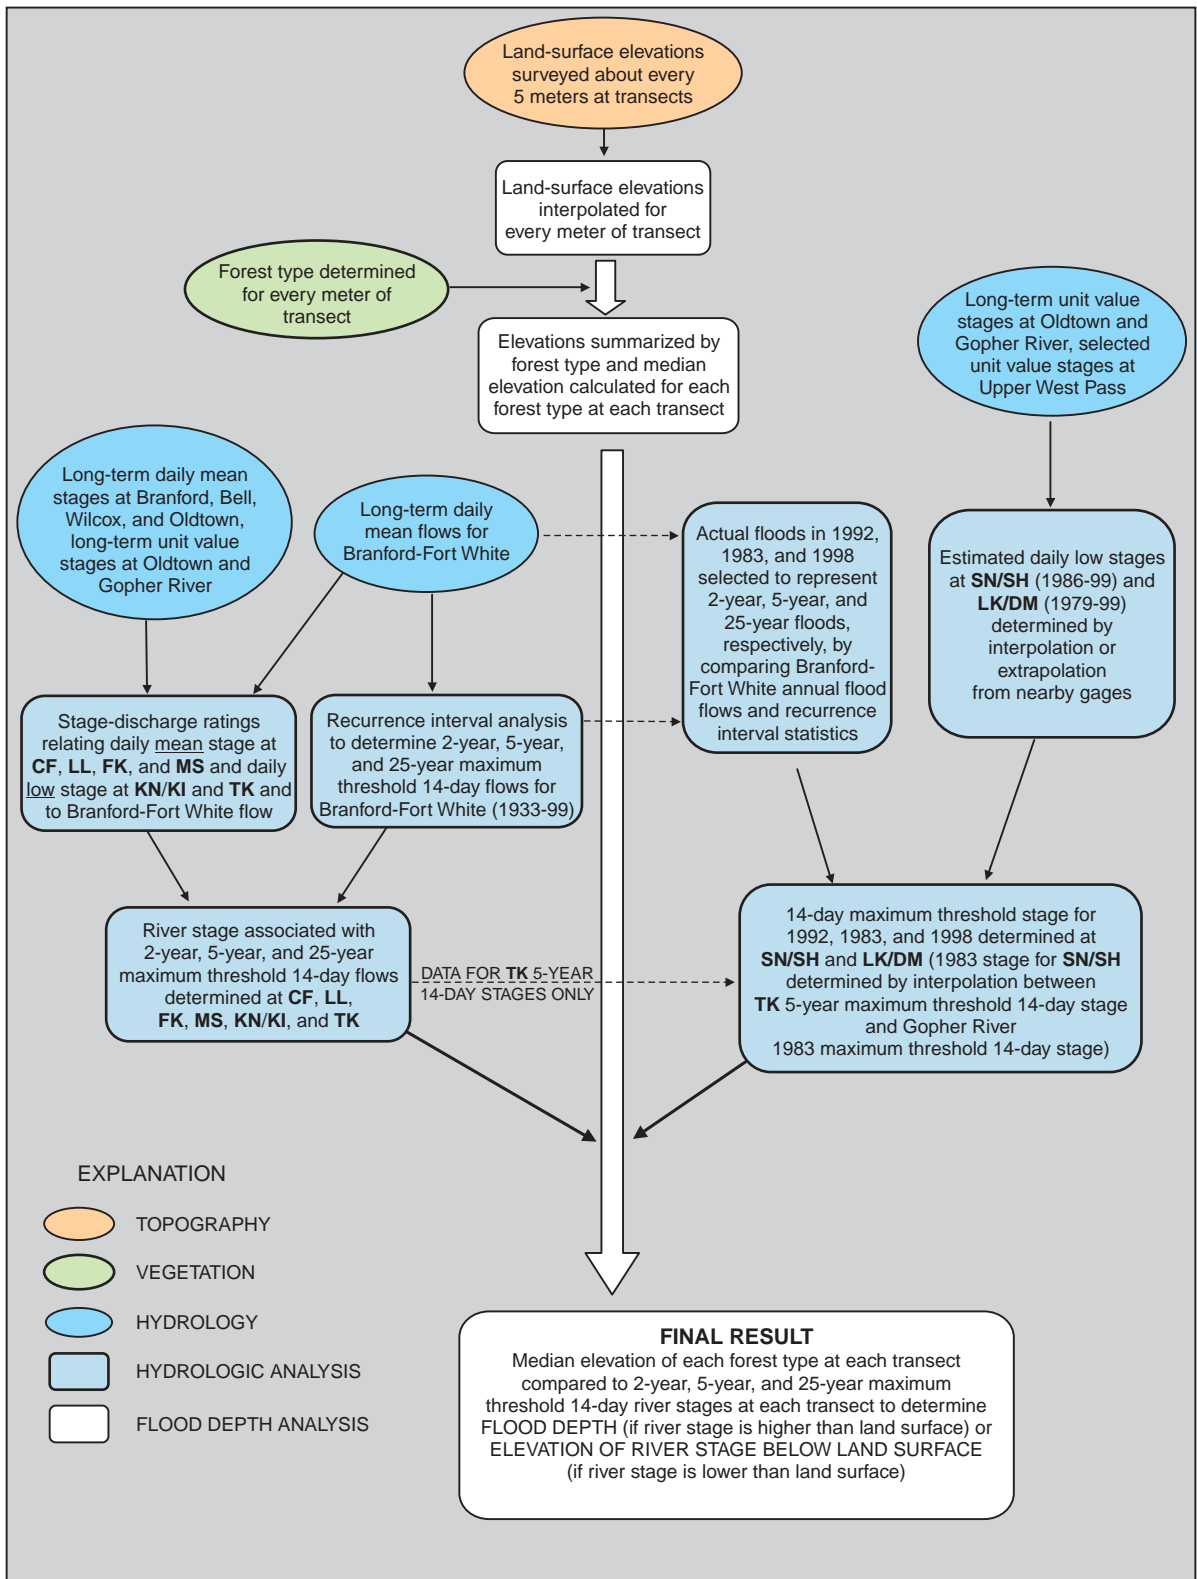 Land-surface elevations
surveyed about every
5 meters at transects
Land-surface elevations
interpolated for
every meter of transect
Forest type determined
for every meter of
transect
Elevations summarized by
forest type and median
elevation calculated for each
forest type at each transect
Long-term unit value
stages at Oldtown and
Gopher River, selected
unit value stages at
Upper West Pass
Long-term daily mean
stages at Branford, Bell,
Wilcox, and Oldtown,
long-term unit value
stages at Oldtown and
Gopher River
Long-term daily
mean flows for
Branford-Fort White
Actual floods in 1992,
1983, and 1998
selected to represent
2-year, 5-year, and
25-year floods,
respectively, by
comparing Branford-
Fort White annual flood
flows and recurrence
interval statistics
Estimated daily low stages
at SN/SH (1986-99) and
LK/DM (1979-99)
determined by
interpolation or
extrapolation
from nearby gages
Stage-discharge ratings
relating daily mean stage at
CF, LL, FK, and MS and daily
low stage at KN/KI and TK and
to Branford-Fort White flow
Recurrence interval analysis
to determine 2-year, 5-year,
and 25-year maximum
threshold 14-day flows for
Branford-Fort White (1933-99)
River stage associated with
2-year, 5-year, and 25-year
maximum threshold 14-day flows
determined at CF, LL,
FK, MS, KN/KI, and TK
DATA FOR TK 5-YEAR
14-DAY STAGES ONLY
14-day maximum threshold stage for
1992, 1983, and 1998 determined at
SN/SH and LK/DM (1983 stage for SN/SH
determined by interpolation between
TK 5-year maximum threshold 14-day stage
and Gopher River
1983 maximum threshold 14-day stage)
EXPLANATION
TOPOGRAPHY
VEGETATION
HYDROLOGY
HYDROLOGIC ANALYSIS
FLOOD DEPTH ANALYSIS
FINAL RESULT
Median elevation of each forest type at each transect
compared to 2-year, 5-year, and 25-year maximum
threshold 14-day river stages at each transect to determine
FLOOD DEPTH (if river stage is higher than land surface) or
ELEVATION OF RIVER STAGE BELOW LAND SURFACE
(if river stage is lower than land surface)